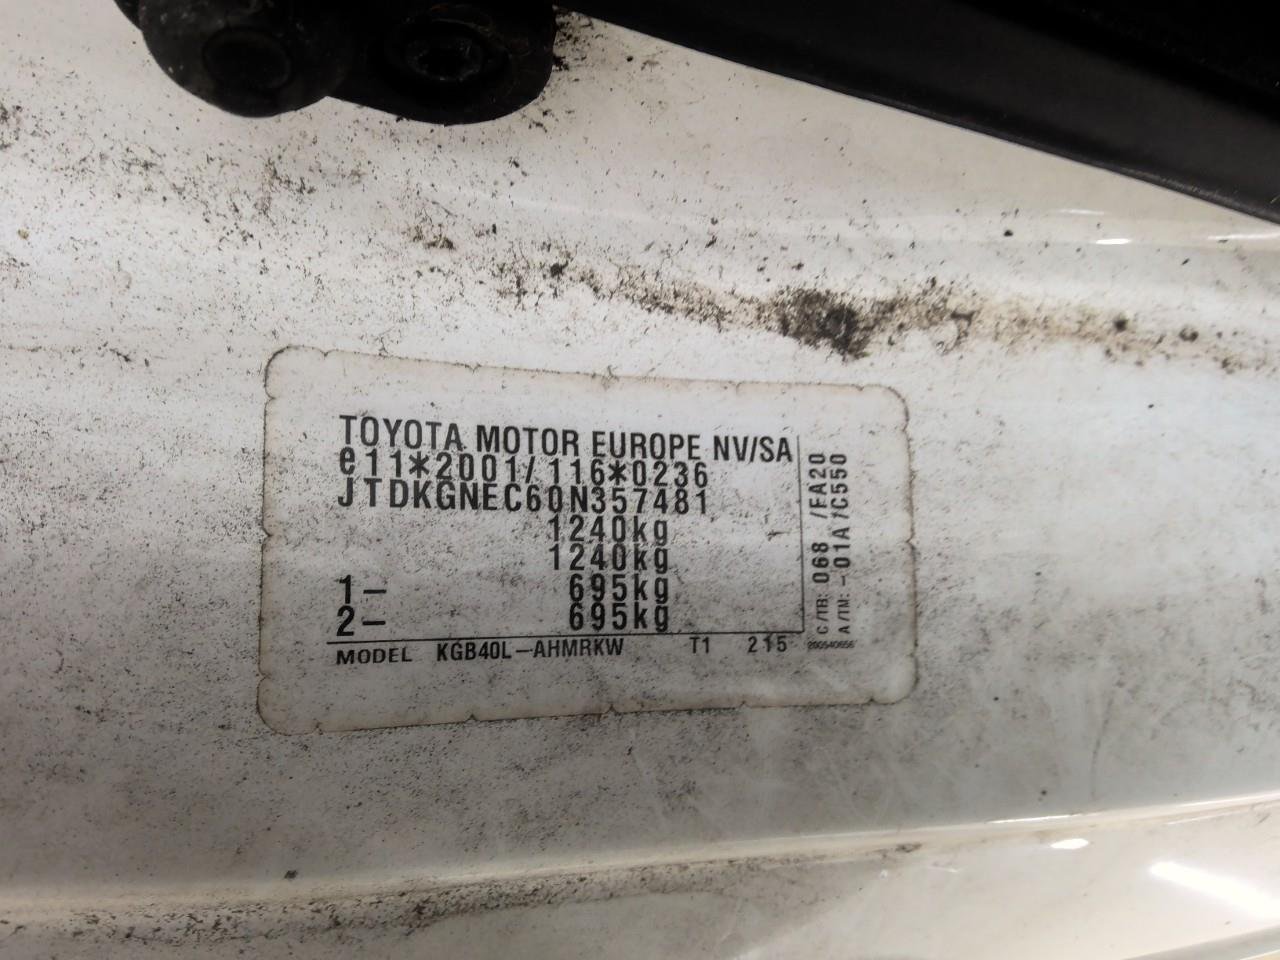 TOYOTA MOTOR EUROPE NV/SA
e11*2001/116*0236
JTDKGNEC60N357481
1240kg
1240kg
1- 695kg
2- 695kg
MODEL KGB40L-AHMRKW T1 215
C/TR: 068 /FA20
A/TM: -01A/C550